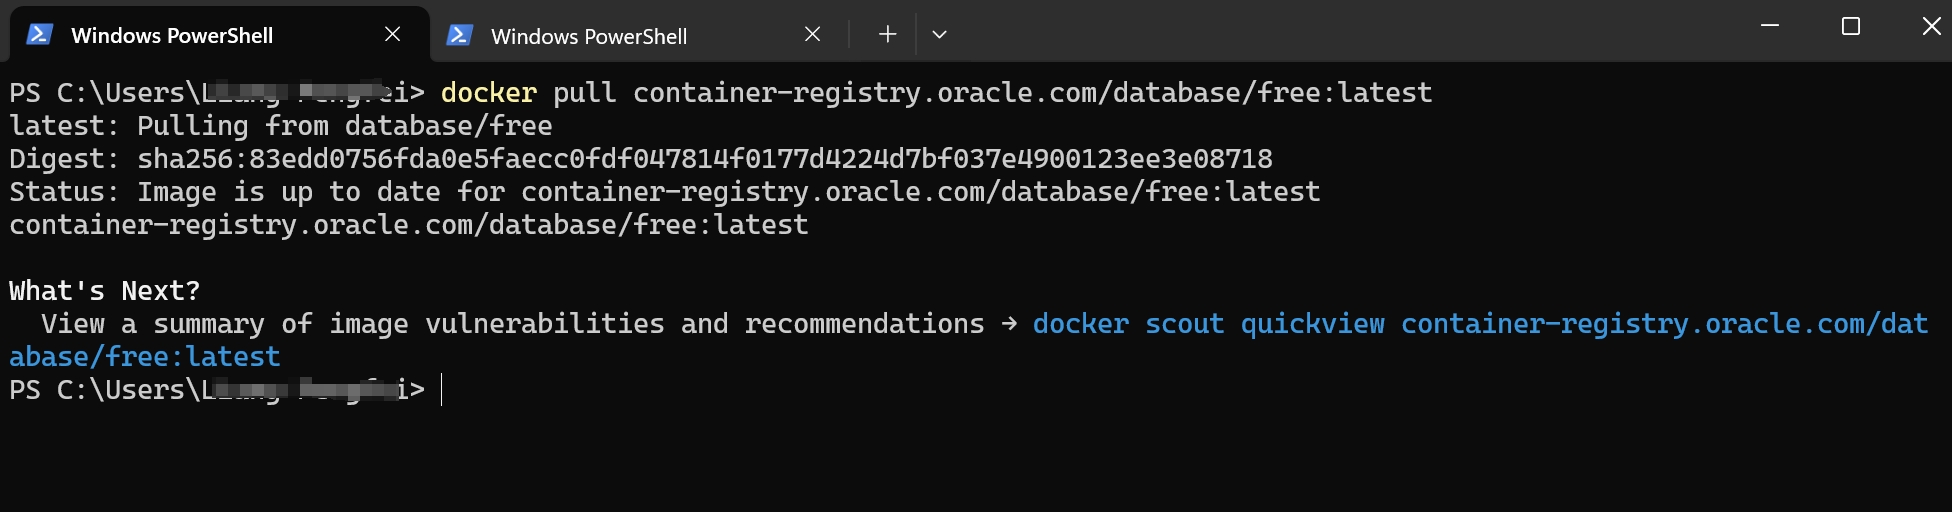 Windows PowerShell
Windows PowerShell
PS C:\Users\ > docker pull container-registry.oracle.com/database/free:latest
latest: Pulling from database/free
Digest: sha256:83edd0756fda0e5faecc0fdf047814f0177d4224d7bf037e4900123ee3e08718
Status: Image is up to date for container-registry.oracle.com/database/free:latest
container-registry.oracle.com/database/free:latest
What's Next?
View a summary of image vulnerabilities and recommendations → docker scout quickview container-registry.oracle.com/dat
abase/free:latest
PS C:\Users\ >